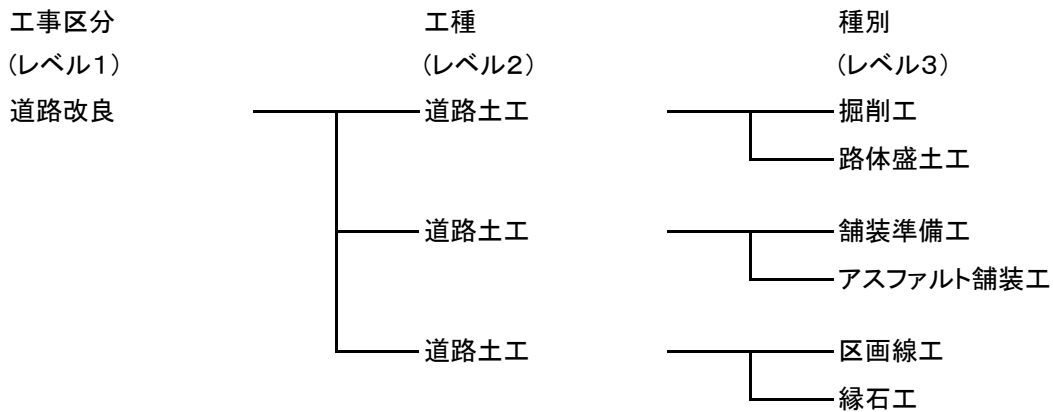 工事区分 工種 種別
(レベル1) (レベル2) (レベル3)
道路改良 道路土工 掘削工
路体盛土工
道路土工 舗装準備工
アスファルト舗装工
道路土工 区画線工
縁石工